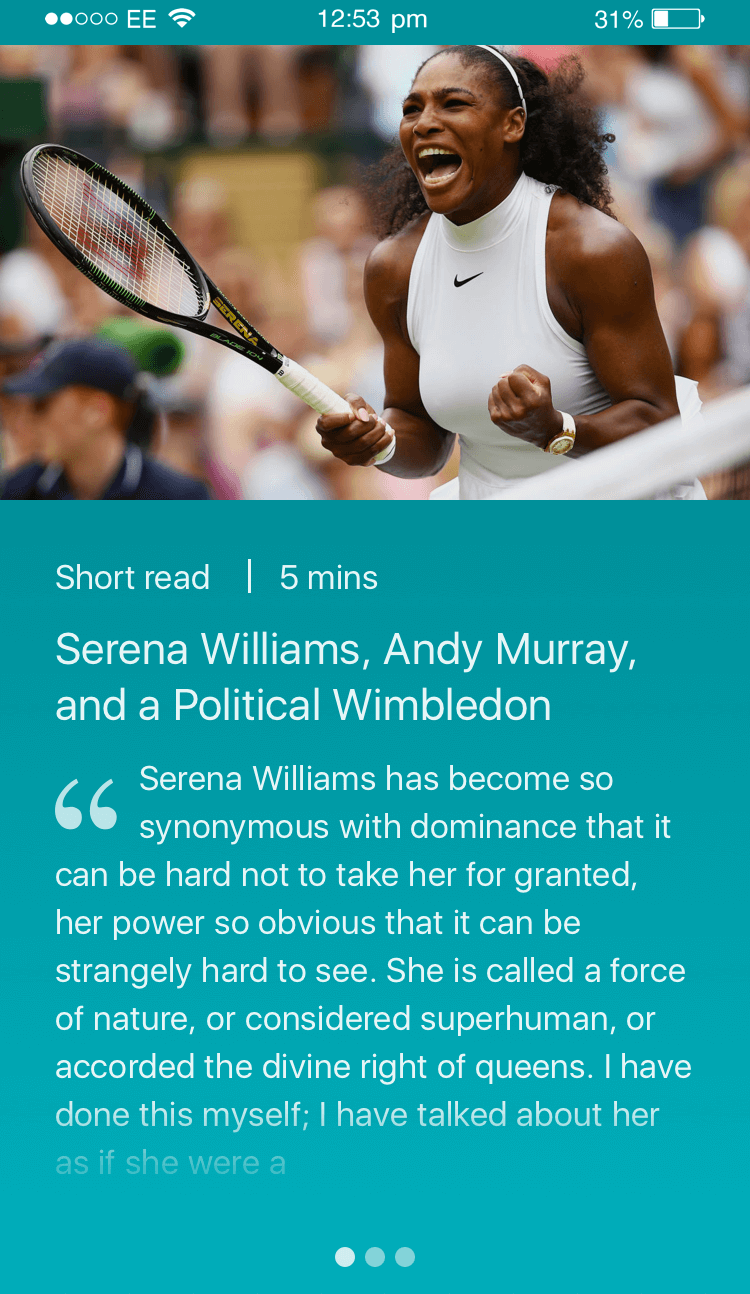 EE 12:53 pm 31%
SERENA
BLADE 104
Short read | 5 mins
Serena Williams, Andy Murray,
and a Political Wimbledon
“ Serena Williams has become so
synonymous with dominance that it
can be hard not to take her for granted,
her power so obvious that it can be
strangely hard to see. She is called a force
of nature, or considered superhuman, or
accorded the divine right of queens. I have
done this myself; I have talked about her
as if she were a